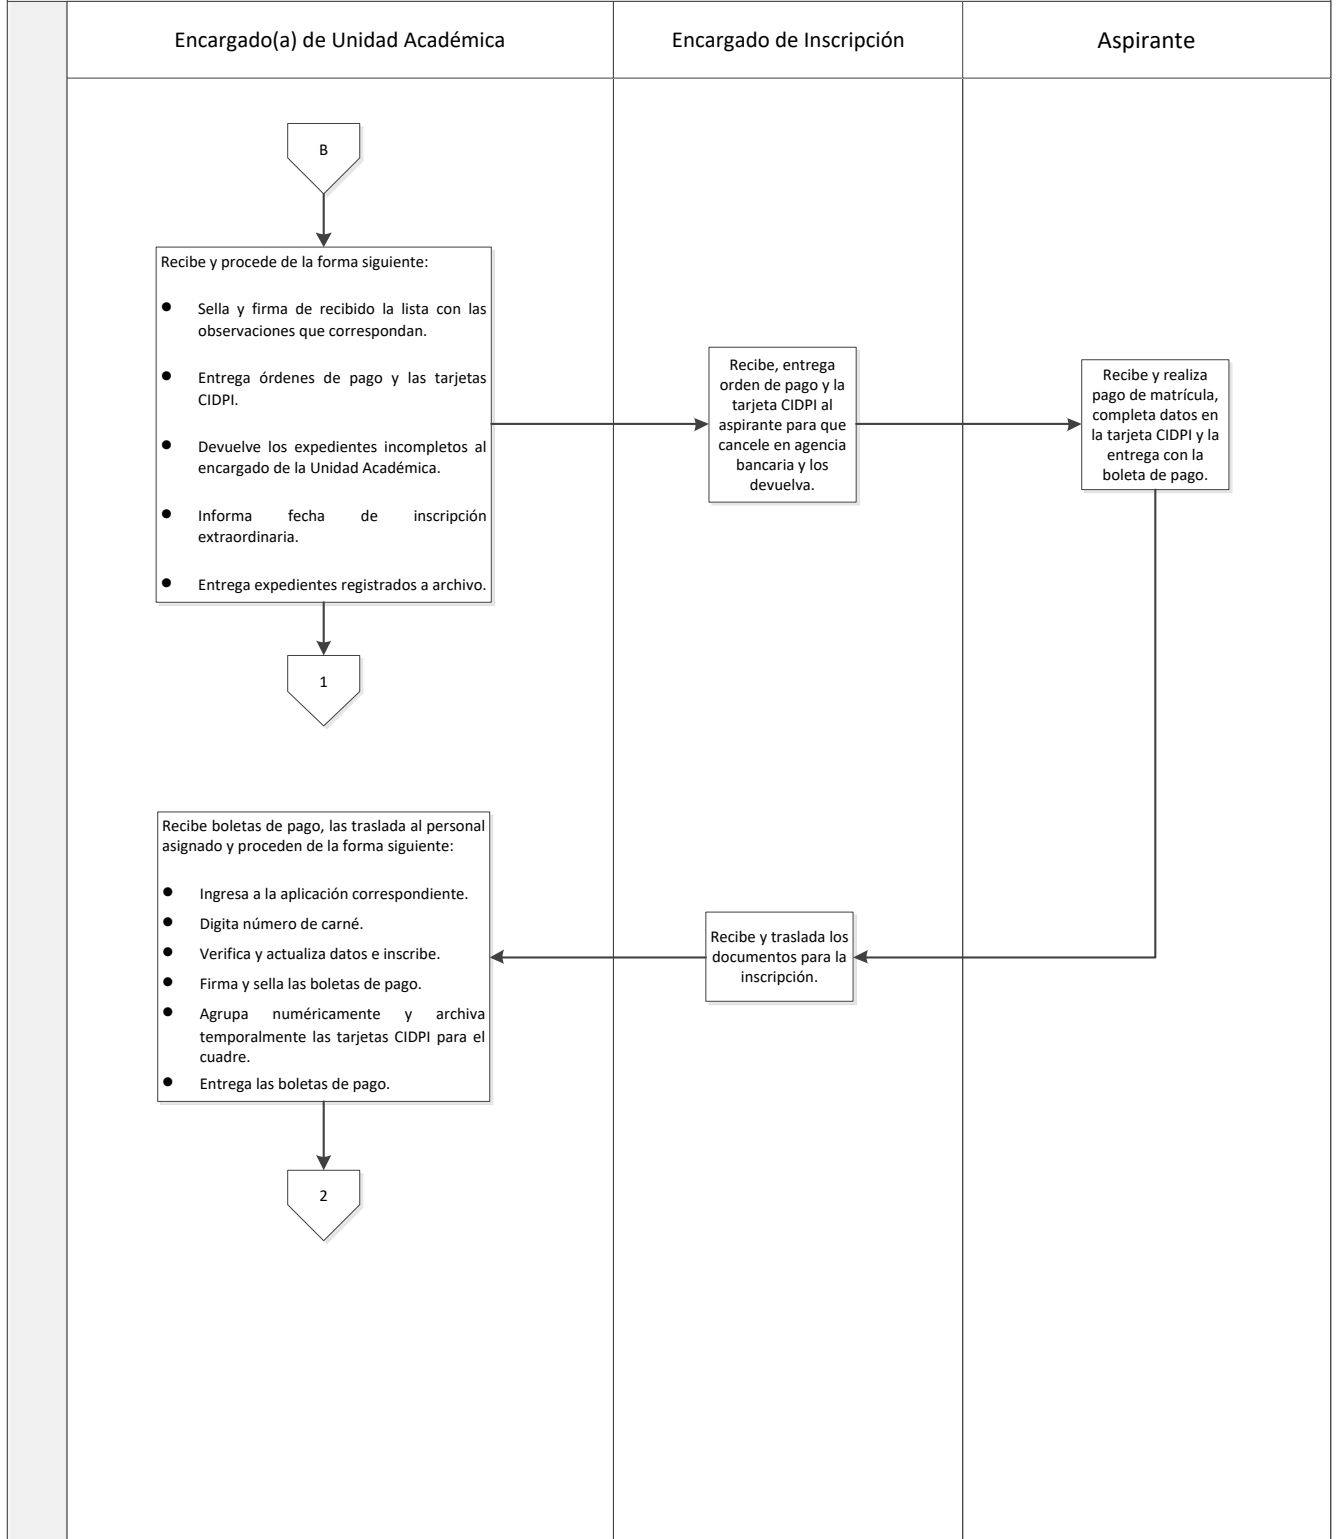 Encargado(a) de Unidad Académica
Encargado de Inscripción
Aspirante
B
Recibe y procede de la forma siguiente:
● Sella y firma de recibido la lista con las
observaciones que correspondan.
● Entrega órdenes de pago y las tarjetas
CIDPI.
● Devuelve los expedientes incompletos al
encargado de la Unidad Académica.
● Informa fecha de inscripción
extraordinaria.
● Entrega expedientes registrados a archivo.
Recibe, entrega
orden de pago y la
tarjeta CIDPI al
aspirante para que
cancele en agencia
bancaria y los
devuelva.
Recibe y realiza
pago de matrícula,
completa datos en
la tarjeta CIDPI y la
entrega con la
boleta de pago.
1
Recibe boletas de pago, las traslada al personal
asignado y proceden de la forma siguiente:
● Ingresa a la aplicación correspondiente.
● Digita número de carné.
● Verifica y actualiza datos e inscribe.
● Firma y sella las boletas de pago.
● Agrupa numéricamente y archiva
temporalmente las tarjetas CIDPI para el
cuadre.
● Entrega las boletas de pago.
Recibe y traslada los
documentos para la
inscripción.
2